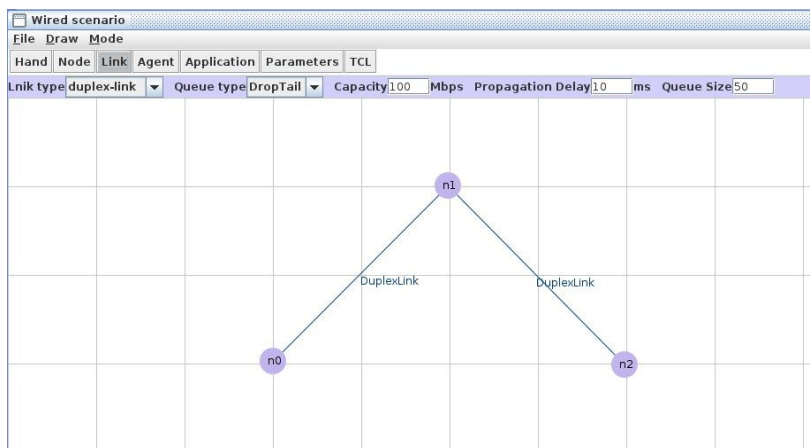 Wired scenario
File Draw Mode
Hand Node Link Agent Application Parameters TCL
Lnik type duplex-link Queue type DropTail Capacity 100 Mbps Propagation Delay 10 ms Queue Size 50
n1
DuplexLink DuplexLink
n0 n2